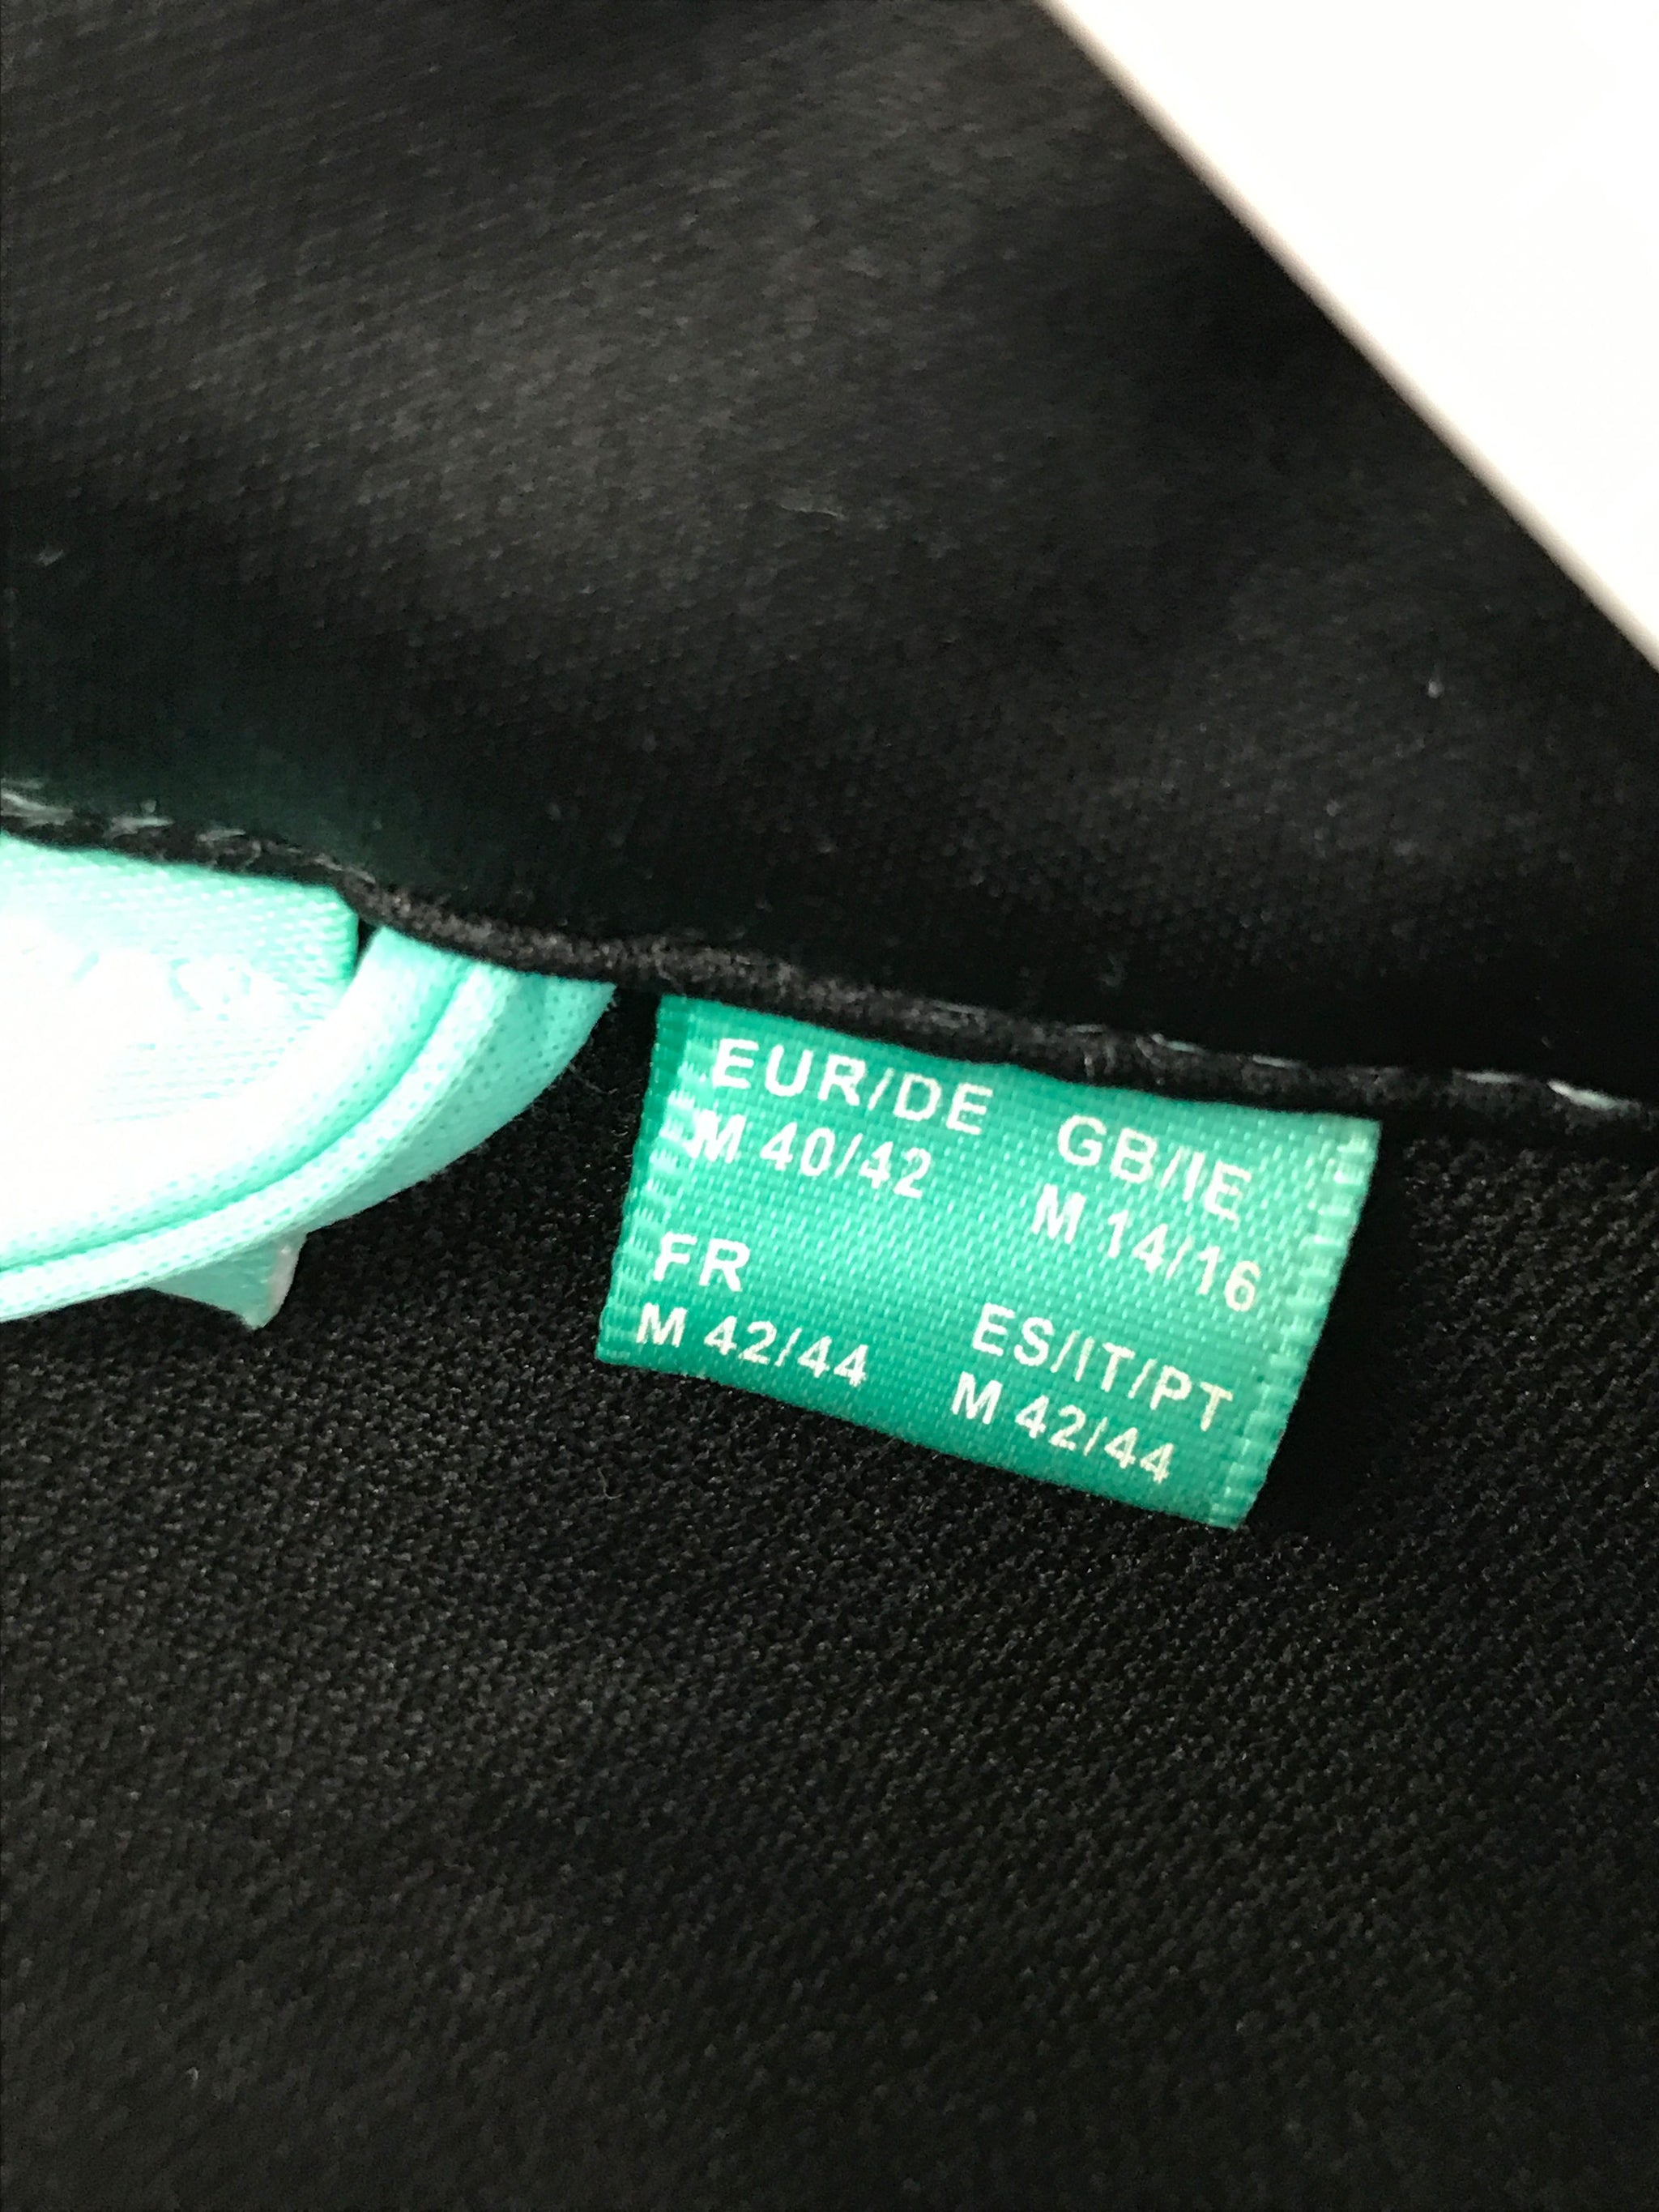 EUR/DE GB/IE
M 40/42 M 14/16
FR ES/IT/PT
M 42/44 M 42/44